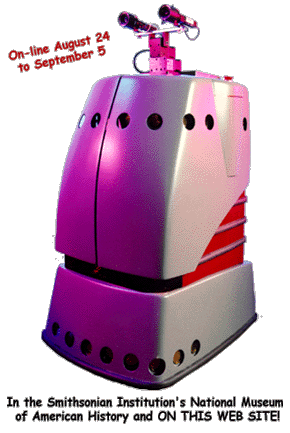 On-line August 24
to September 5
In the Smithsonian Institution's National Museum
of American History and ON THIS WEB SITE!